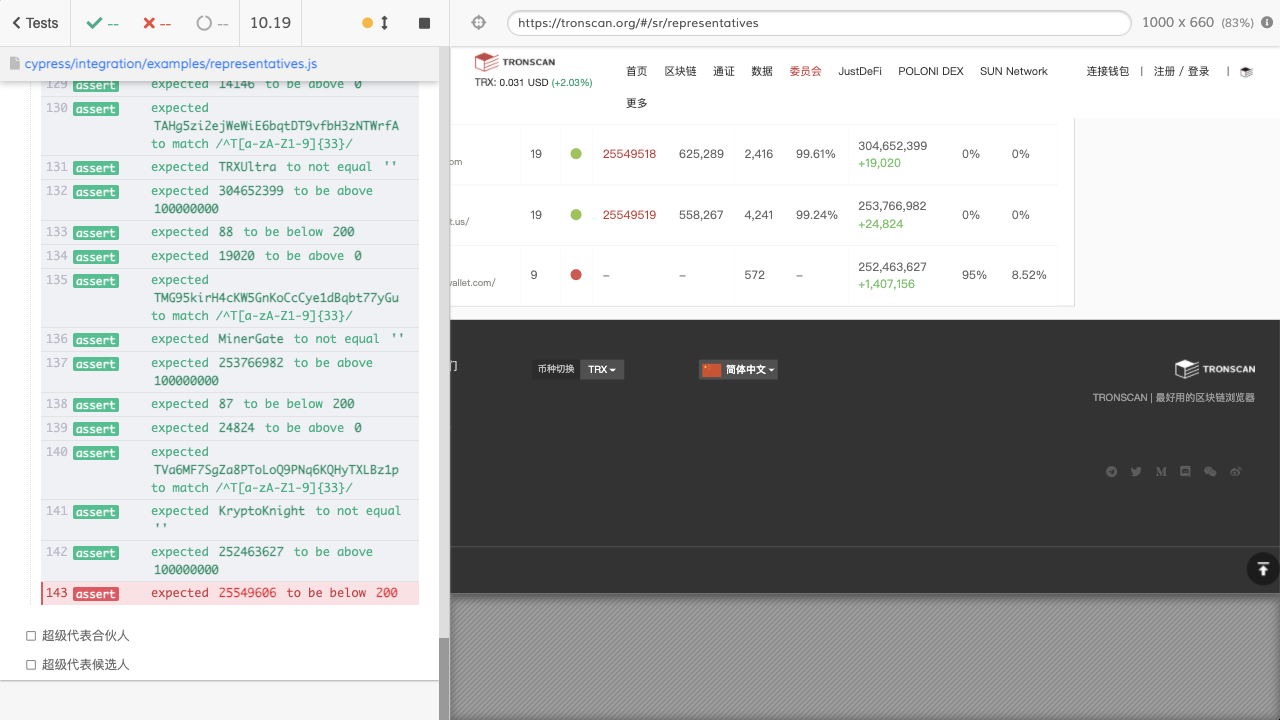 Tests
--
--
--
10.19
https://tronscan.org/#/sr/representatives
1000 x 660 (83%)
cypress/integration/examples/representatives.js
129 assert expected 14146 to be above 0
130 assert expected
TAHg5zi2ejWeWiE6bqtDT9vfbH3zNTWrfA
to match /^T[a-zA-Z1-9]{33}/
131 assert expected TRXUltra to not equal ''
132 assert expected 304652399 to be above
100000000
133 assert expected 88 to be below 200
134 assert expected 19020 to be above 0
135 assert expected
TMG95kirH4cKW5GnKoCcCye1dBqbt77yGu
to match /^T[a-zA-Z1-9]{33}/
136 assert expected MinerGate to not equal ''
137 assert expected 253766982 to be above
100000000
138 assert expected 87 to be below 200
139 assert expected 24824 to be above 0
140 assert expected
TVa6MF7SgZa8PToLoQ9PNq6KQHyTXLBz1p
to match /^T[a-zA-Z1-9]{33}/
141 assert expected KryptoKnight to not equal
''
142 assert expected 252463627 to be above
100000000
143 assert expected 25549606 to be below 200
超级代表合伙人
超级代表候选人
TRONSCAN
TRX: 0.031 USD (+2.03%)
首页 区块链 通证 数据 委员会 JustDeFi POLONI DEX SUN Network 连接钱包 | 注册 / 登录 |
更多
om 19 25549518 625,289 2,416 99.61% 304,652,399 0% 0%
+19,020
t.us/ 19 25549519 558,267 4,241 99.24% 253,766,982 0% 0%
+24,824
vallet.com/ 9 – – 572 – 252,463,627 95% 8.52%
+1,407,156
们 币种切换 TRX 简体中文 TRONSCAN
TRONSCAN | 最好用的区块链浏览器